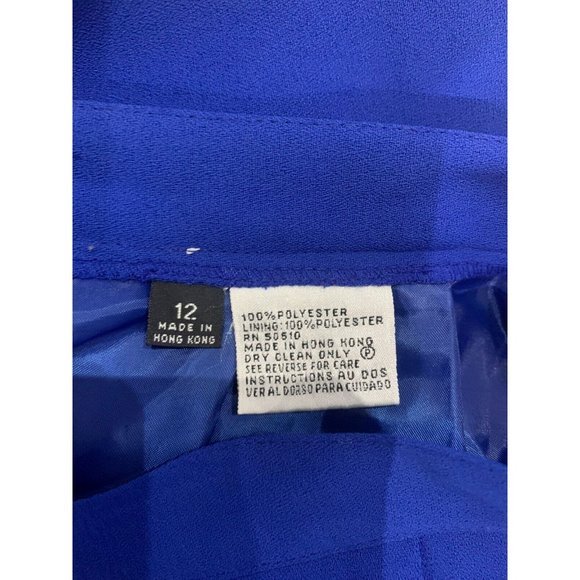 12
MADE IN
HONG KONG
100% POLYESTER
LINING: 100% POLYESTER
RN 50510
MADE IN HONG KONG
DRY CLEAN ONLY Ⓟ
SEE REVERSE FOR CARE
INSTRUCTIONS AU DOS
VER AL DORSO PARA CUIDADO